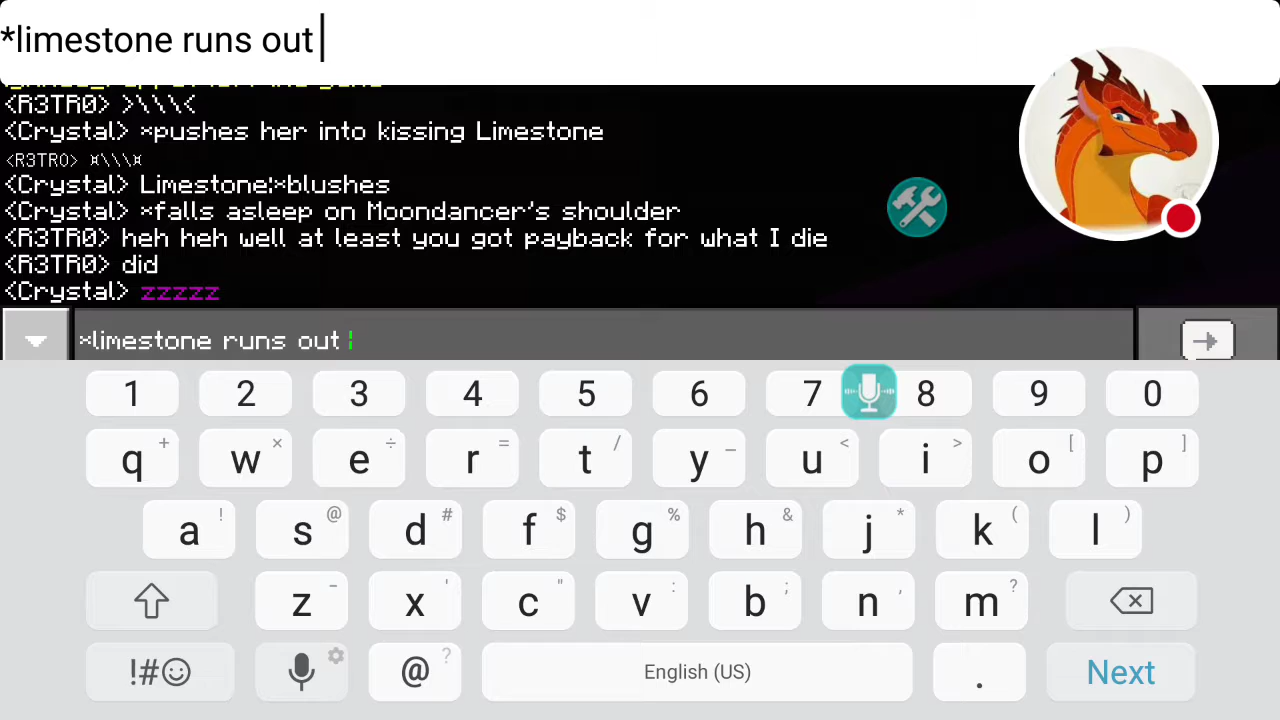 *limestone runs out
<R3TR0> >\\\<
<Crystal> *pushes her into kissing Limestone
<R3TR0> ¤\\\¤
<Crystal> Limestone:*blushes
<Crystal> *falls asleep on Moondancer's shoulder
<R3TR0> heh heh well at least you got payback for what I die
<R3TR0> did
<Crystal> zzzzz
*limestone runs out
1 2 3 4 5 6 7 8 9 0
q + w × e ÷ r = t / y _ u < i > o [ p ]
a ! s @ d # f $ g % h & j * k ( l )
z - x ' c " v : b ; n , m ?
!#☺ @ ? English (US) . Next